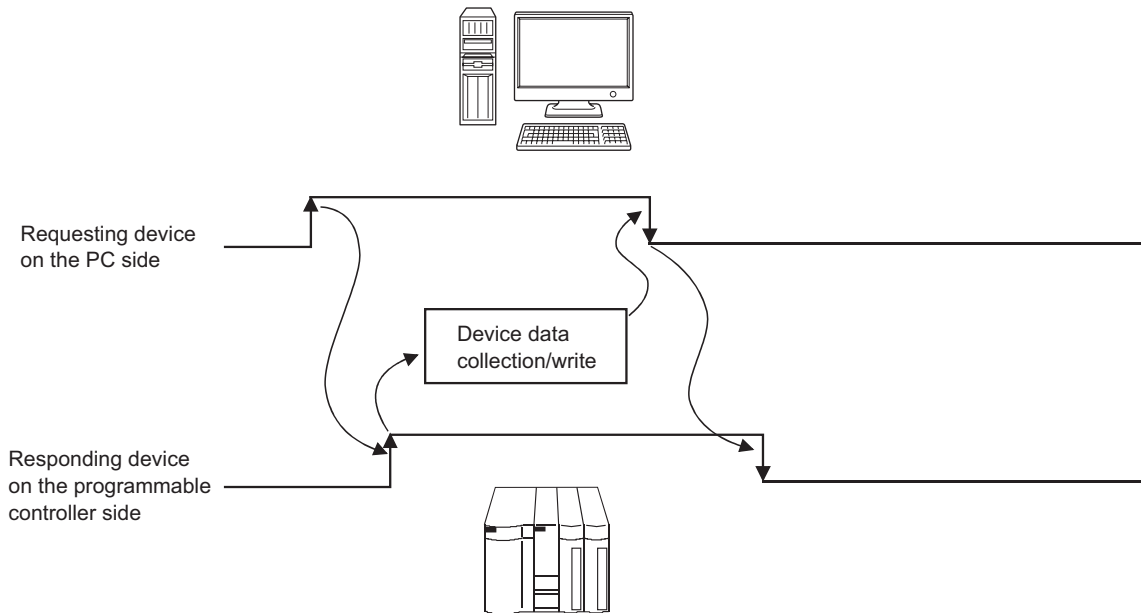 Requesting device
on the PC side
Device data
collection/write
Responding device
on the programmable
controller side